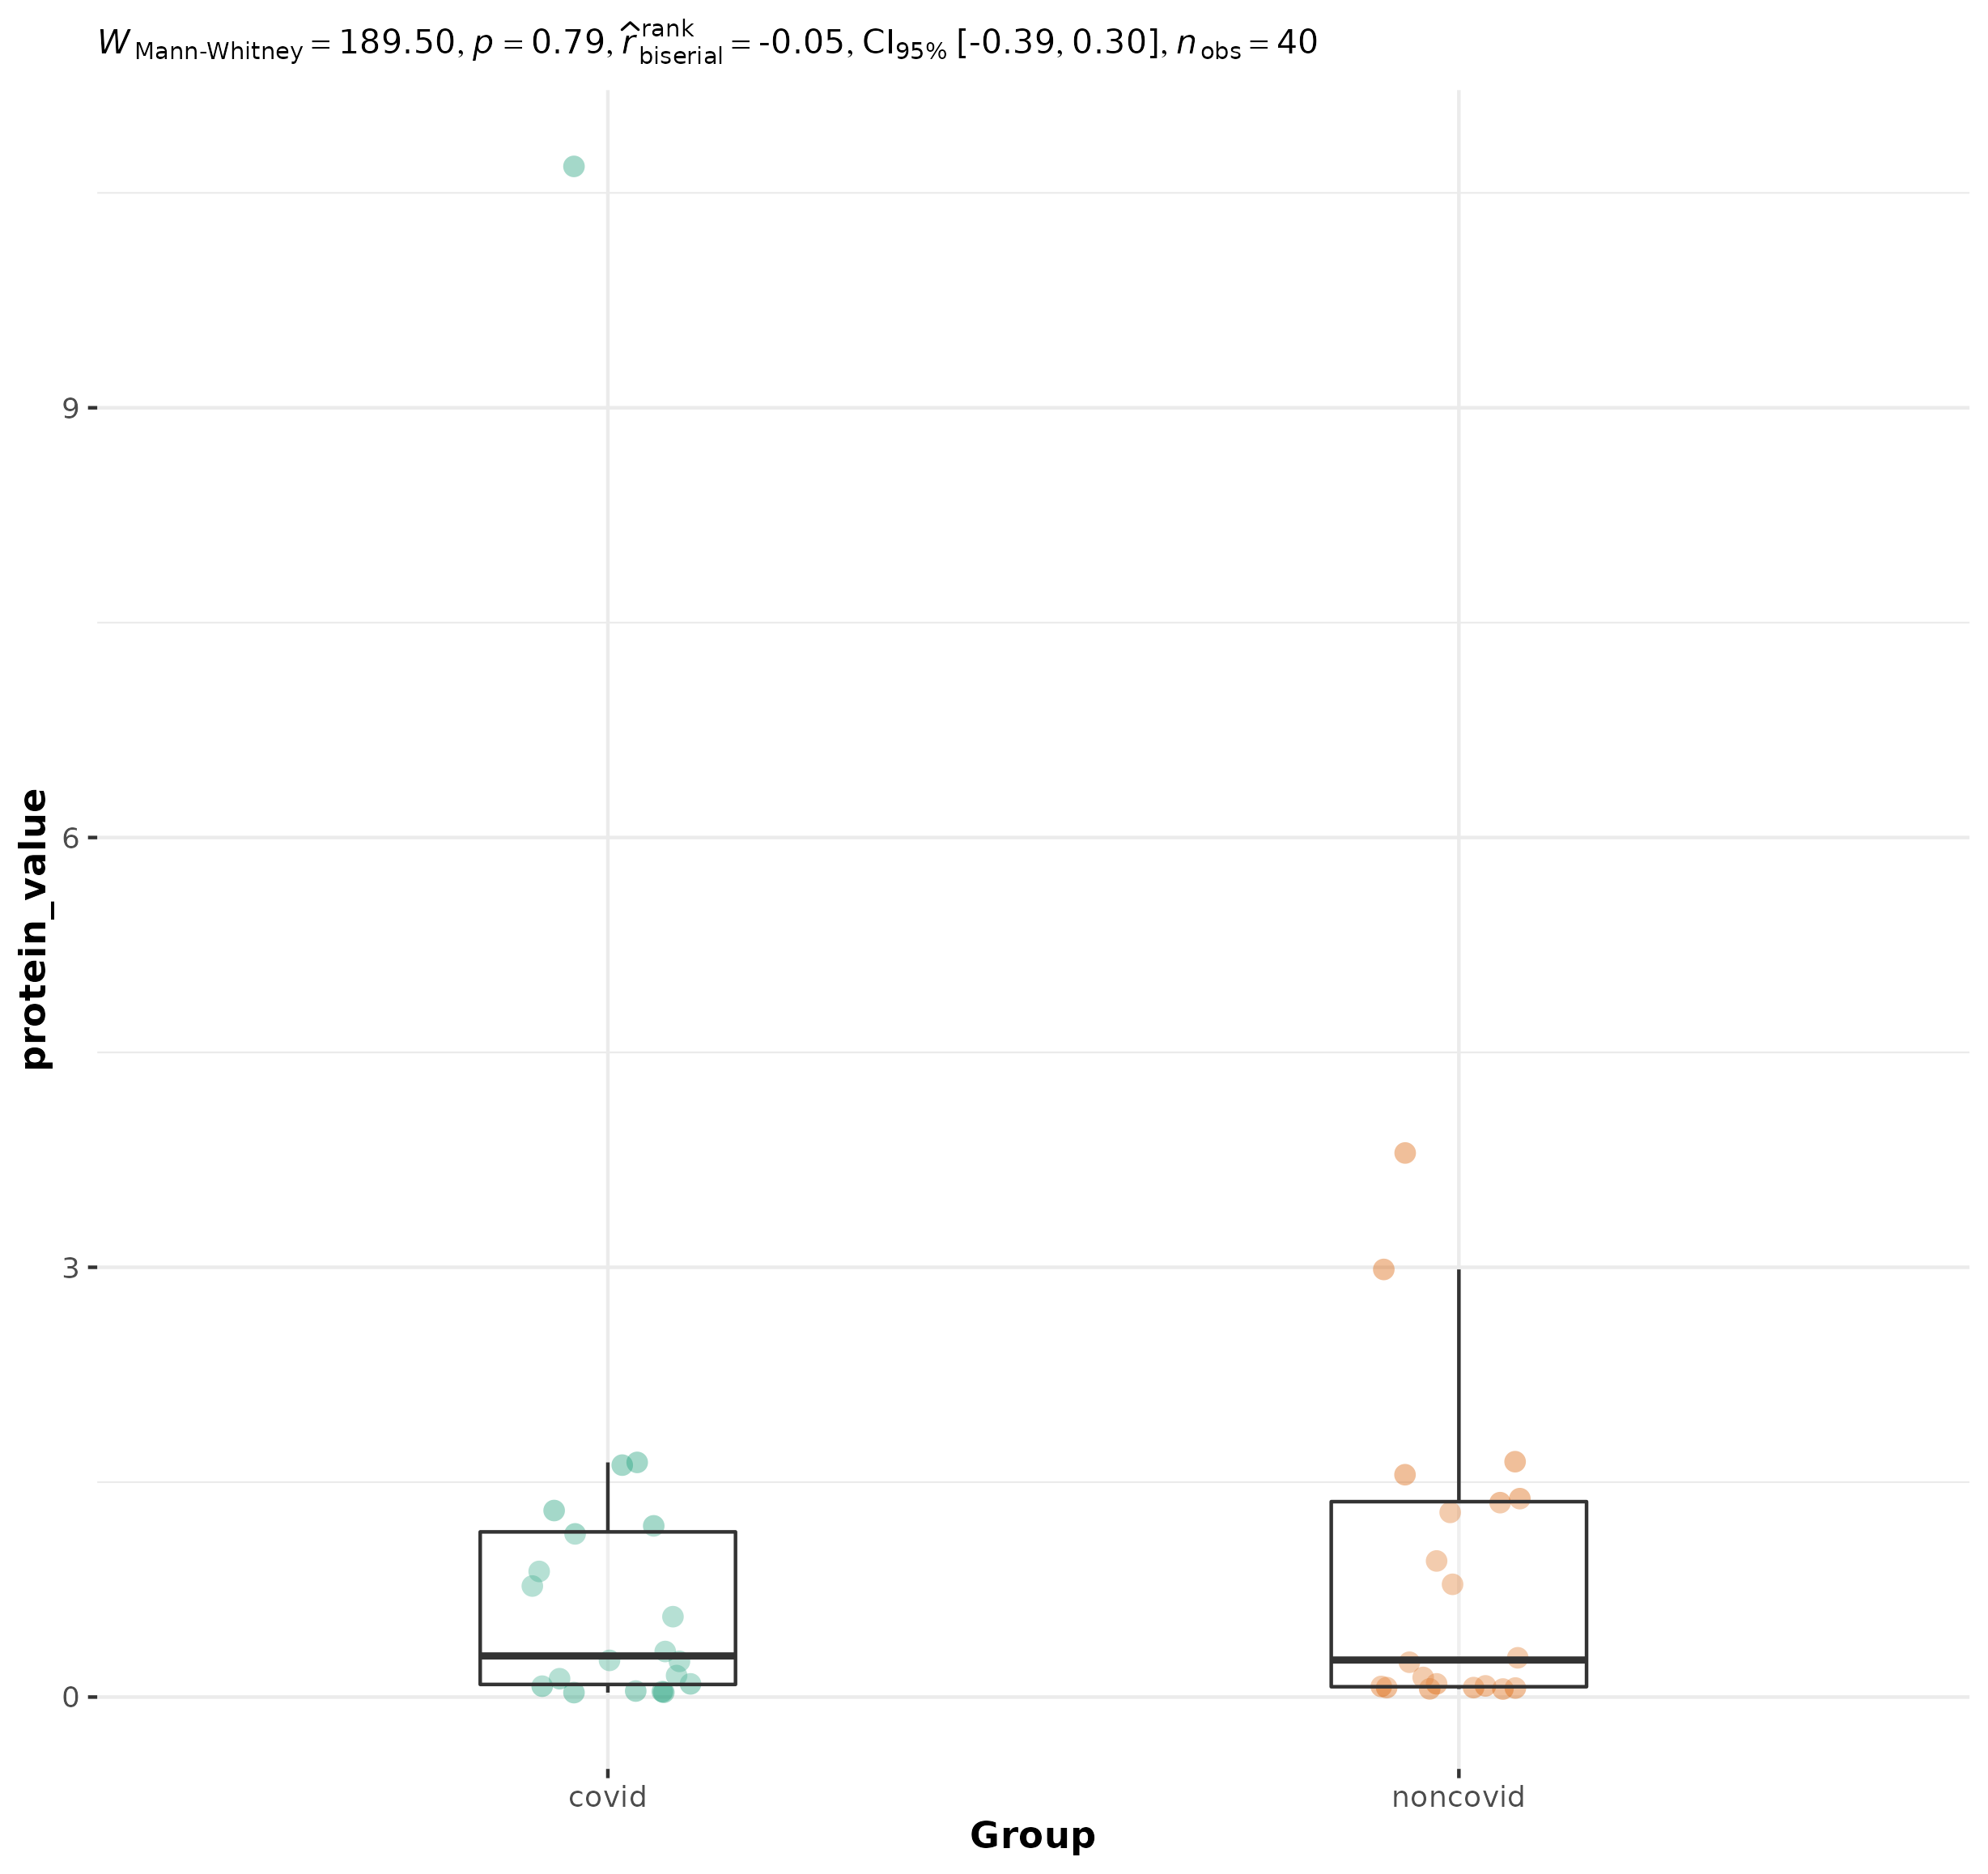 W Mann-Whitney = 189.50, p = 0.79, r̂ rank biserial = -0.05, CI95% [-0.39, 0.30], n obs = 40
9
6
3
0
protein_value
covid noncovid
Group